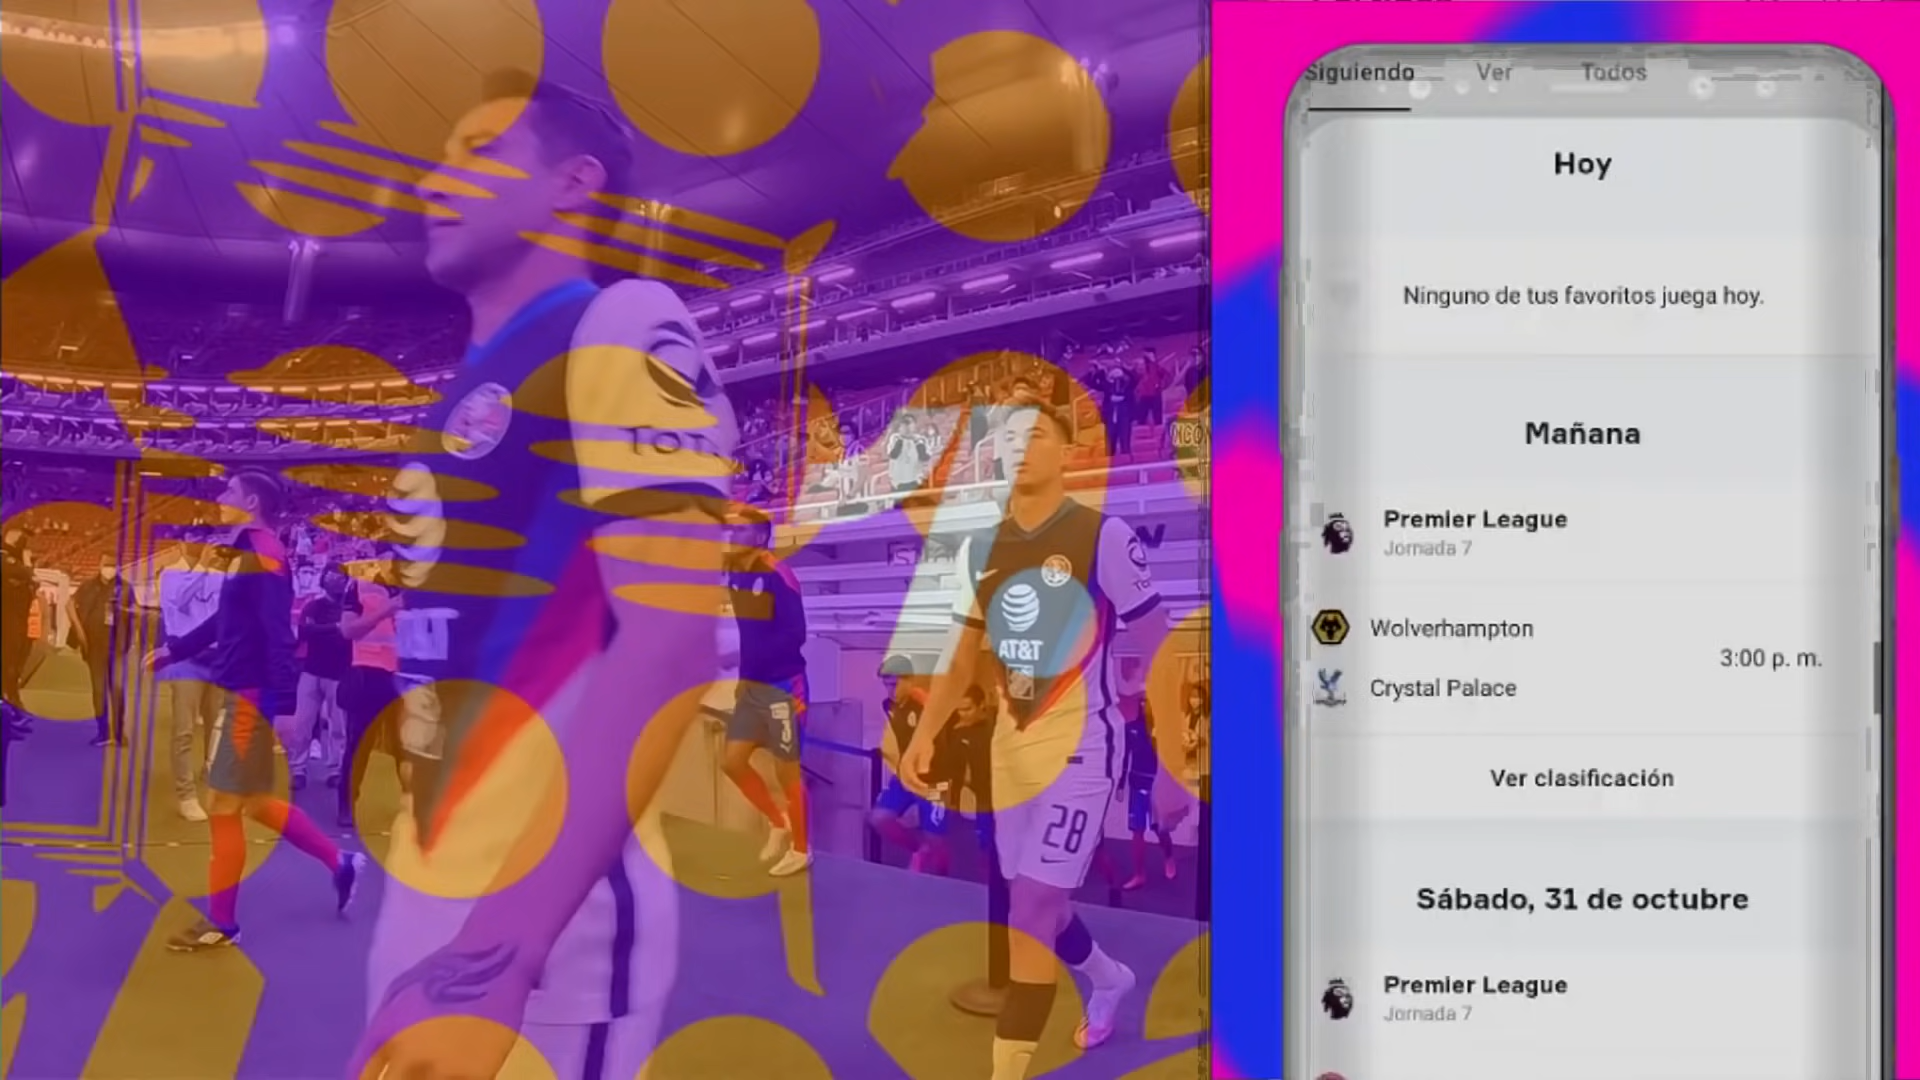 Siguiendo Ver Todos
Hoy
Ninguno de tus favoritos juega hoy.
Mañana
Premier League
Jornada 7
Wolverhampton
3:00 p. m.
Crystal Palace
Ver clasificación
Sábado, 31 de octubre
Premier League
Jornada 7
AT&T
28
3